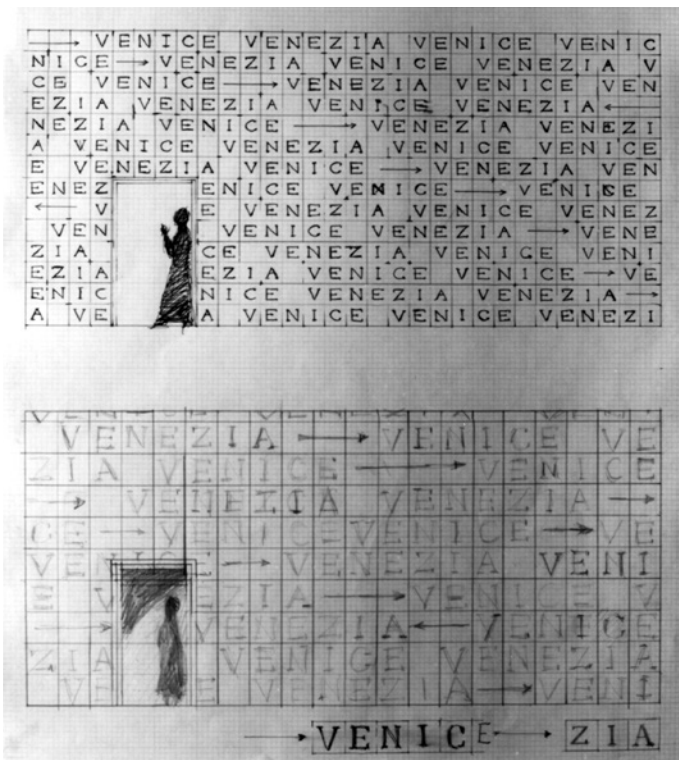 → VENICE VENEZIA VENICE VENIC
NICE → VENEZIA VENICE VENEZIA V
CE VENICE → VENEZIA VENICE VEN
EZIA VENEZIA VENICE VENEZIA ←
NEZIA VENICE → VENEZIA VENEZI
A VENICE VENEZIA VENICE VENICE
E VENEZIA VENICE → VENEZIA VEN
ENEZ ENICE VENICE → VENICE
← V E VENEZIA VENICE VENEZ
VEN VENICE VENEZIA → VENE
ZIA CE VENEZIA VENICE VENI
EZIA EZIA VENICE VENICE → VE
ENIC NICE VENEZIA VENEZIA →
A VE A VENICE VENICE VENEZI
VENEZIA → VENICE VE
ZIA VENICE → VENICE
→ VENEZIA VENEZIA →
CE → VENICE VENICE → VE
VENICE → VENEZIA VENI
E V EZIA → VENICE V
→ VENEZIA ← VENICE
ZIA VENICE VENEZIA
VE E VENEZIA → VENI
→ VENICE → ZIA